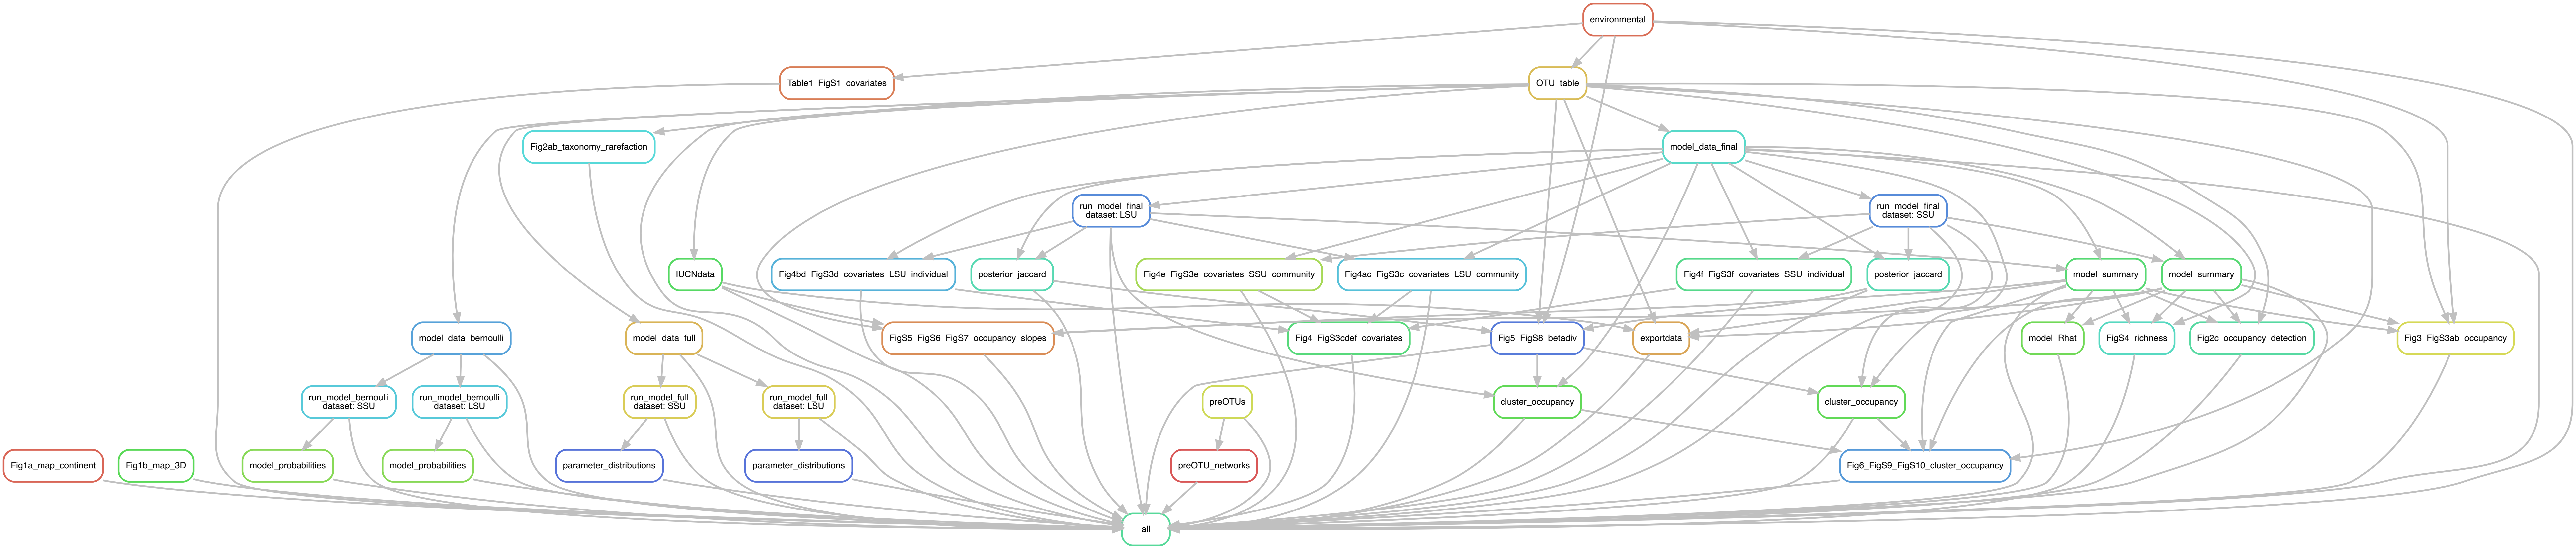 environmental
Table1_FigS1_covariates
OTU_table
Fig2ab_taxonomy_rarefaction
model_data_final
run_model_final
dataset: LSU
run_model_final
dataset: SSU
IUCNdata
Fig4bd_FigS3d_covariates_LSU_individual
posterior_jaccard
Fig4e_FigS3e_covariates_SSU_community
Fig4ac_FigS3c_covariates_LSU_community
Fig4f_FigS3f_covariates_SSU_individual
posterior_jaccard
model_summary
model_summary
model_data_bernoulli
model_data_full
FigS5_FigS6_FigS7_occupancy_slopes
Fig4_FigS3cdef_covariates
Fig5_FigS8_betadiv
exportdata
model_Rhat
FigS4_richness
Fig2c_occupancy_detection
Fig3_FigS3ab_occupancy
run_model_bernoulli
dataset: SSU
run_model_bernoulli
dataset: LSU
run_model_full
dataset: SSU
run_model_full
dataset: LSU
preOTUs
cluster_occupancy
cluster_occupancy
Fig1a_map_continent
Fig1b_map_3D
model_probabilities
model_probabilities
parameter_distributions
parameter_distributions
preOTU_networks
Fig6_FigS9_FigS10_cluster_occupancy
all